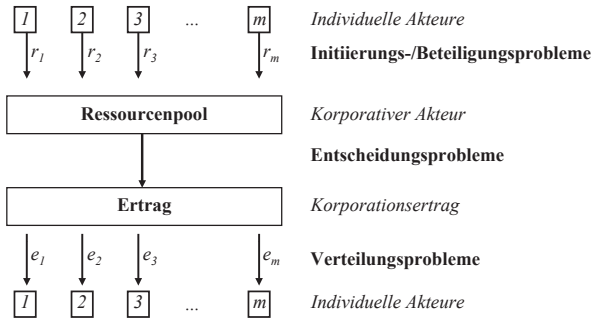 1 2 3 ... m Individuelle Akteure
r1 r2 r3 rm Initiierungs-/Beteiligungsprobleme
Ressourcenpool Korporativer Akteur
Entscheidungsprobleme
Ertrag Korporationsertrag
e1 e2 e3 em Verteilungsprobleme
1 2 3 ... m Individuelle Akteure